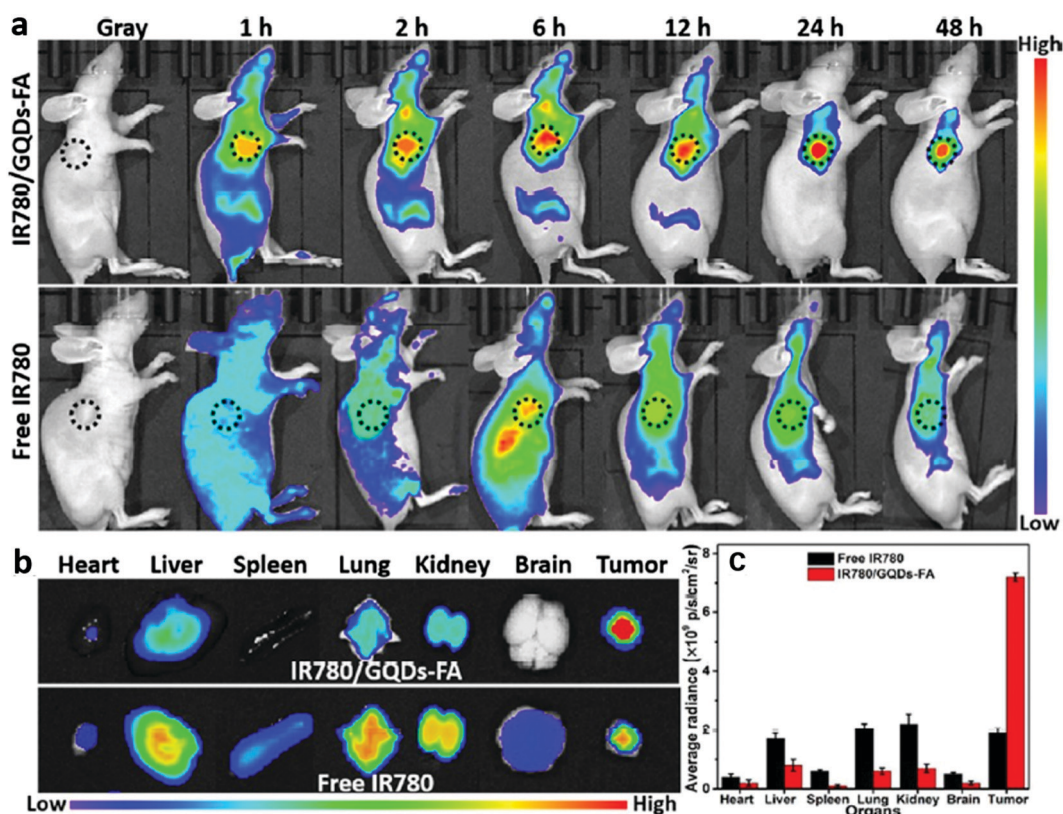 a
Gray 1 h 2 h 6 h 12 h 24 h 48 h
High
IR780/GQDs-FA
Free IR780
Low
b
Heart Liver Spleen Lung Kidney Brain Tumor
IR780/GQDs-FA
Free IR780
Low High
c
Free IR780
IR780/GQDs-FA
Average radiance (×10⁹ p/s/cm²/sr)
8
6
4
2
0
Heart Liver Spleen Lung Kidney Brain Tumor
Organs